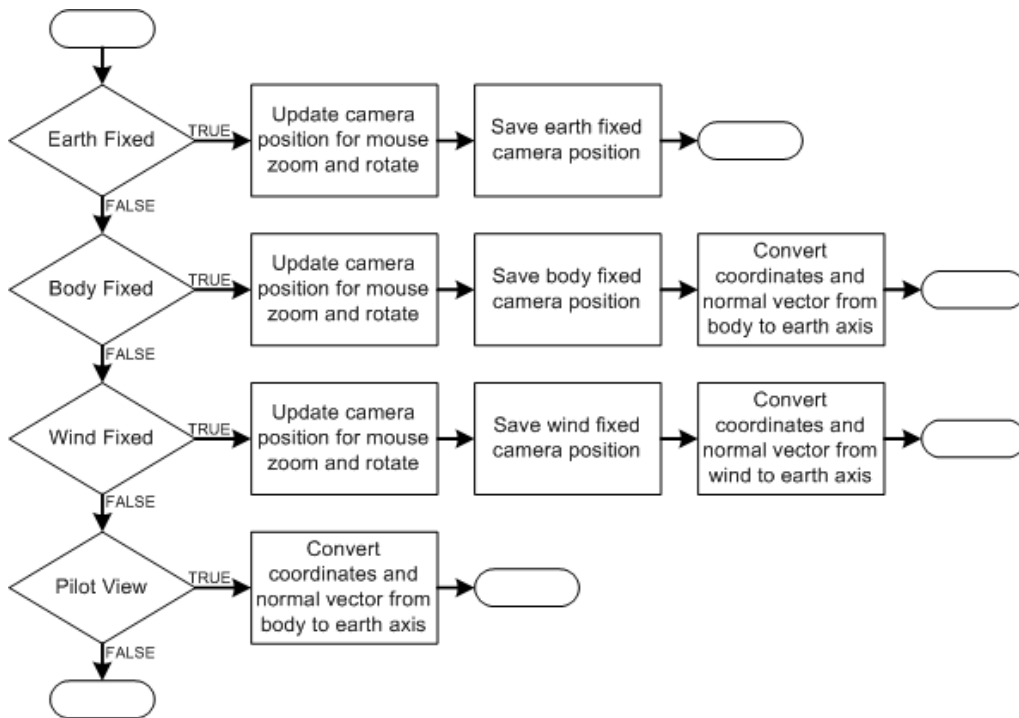 Earth Fixed
TRUE
Update camera
position for mouse
zoom and rotate
Save earth fixed
camera position
FALSE
Body Fixed
TRUE
Update camera
position for mouse
zoom and rotate
Save body fixed
camera position
Convert
coordinates and
normal vector from
body to earth axis
FALSE
Wind Fixed
TRUE
Update camera
position for mouse
zoom and rotate
Save wind fixed
camera position
Convert
coordinates and
normal vector from
wind to earth axis
FALSE
Pilot View
TRUE
Convert
coordinates and
normal vector from
body to earth axis
FALSE